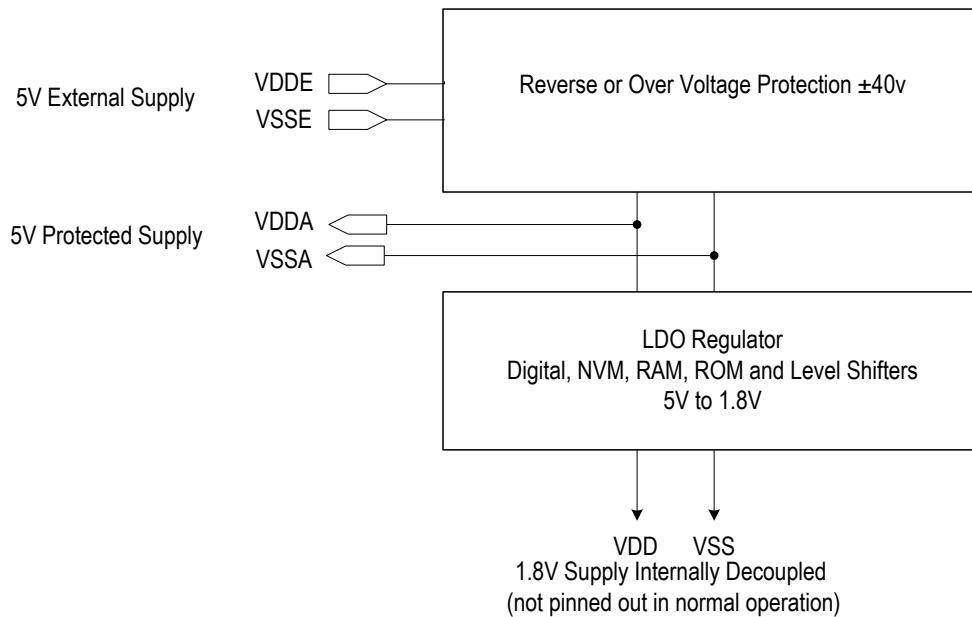 Reverse or Over Voltage Protection ±40v
5V External Supply
VDDE
VSSE
5V Protected Supply
VDDA
VSSA
LDO Regulator
Digital, NVM, RAM, ROM and Level Shifters
5V to 1.8V
VDD VSS
1.8V Supply Internally Decoupled
(not pinned out in normal operation)